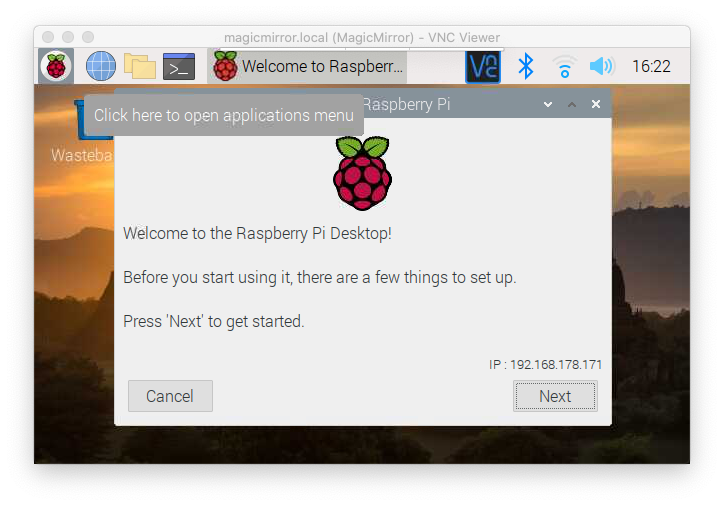 magicmirror.local (MagicMirror) - VNC Viewer
Welcome to Raspberr...
VNC
16:22
Click here to open applications menu
Raspberry Pi
Welcome to the Raspberry Pi Desktop!
Before you start using it, there are a few things to set up.
Press 'Next' to get started.
IP : 192.168.178.171
Cancel
Next